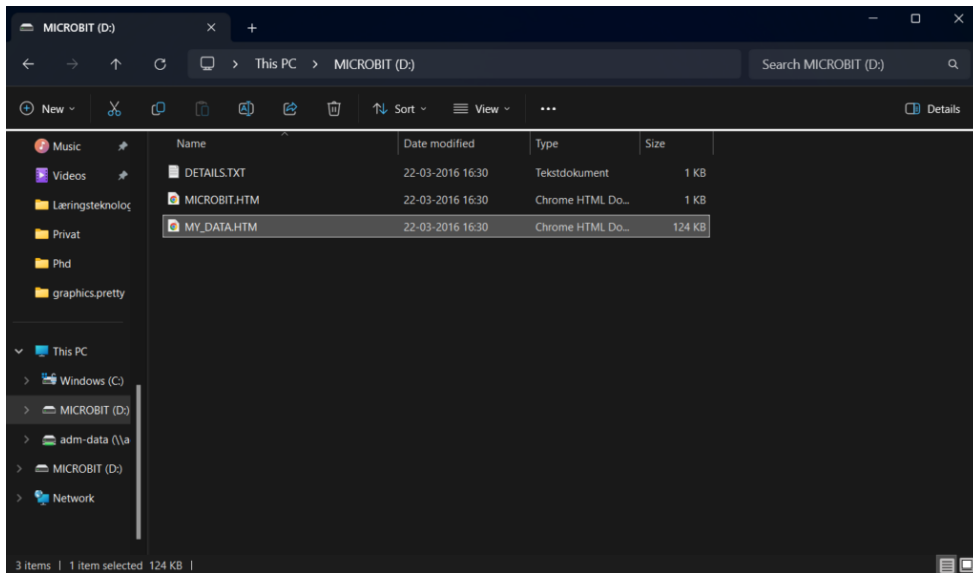 MICROBIT (D:)
This PC > MICROBIT (D:)
Search MICROBIT (D:)
New
Sort
View
Details
Name Date modified Type Size
DETAILS.TXT 22-03-2016 16:30 Tekstdokument 1 KB
MICROBIT.HTM 22-03-2016 16:30 Chrome HTML Do... 1 KB
MY_DATA.HTM 22-03-2016 16:30 Chrome HTML Do... 124 KB
Music
Videos
Læringsteknolog
Privat
Phd
graphics.pretty
This PC
Windows (C:)
MICROBIT (D:)
adm-data (\\a
MICROBIT (D:)
Network
3 items | 1 item selected 124 KB |